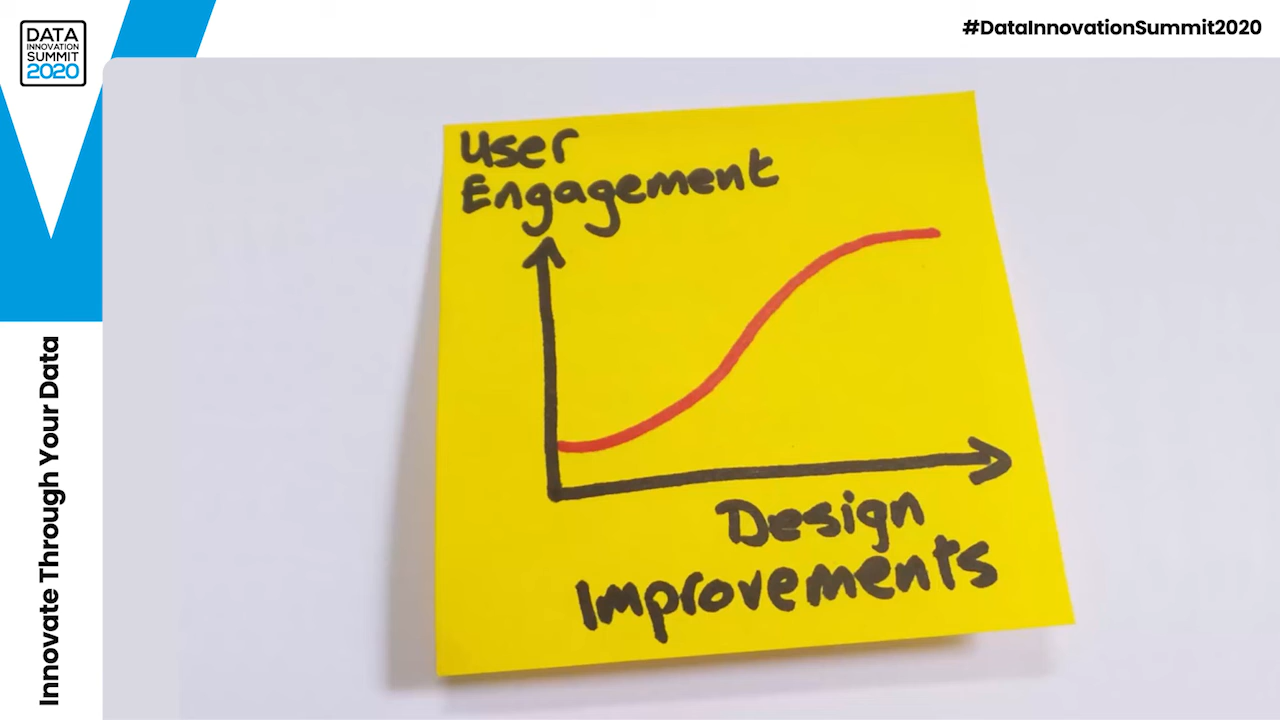 DATA
INNOVATION
SUMMIT
2020
#DataInnovationSummit2020
Innovate Through Your Data
User
Engagement
Design
Improvements